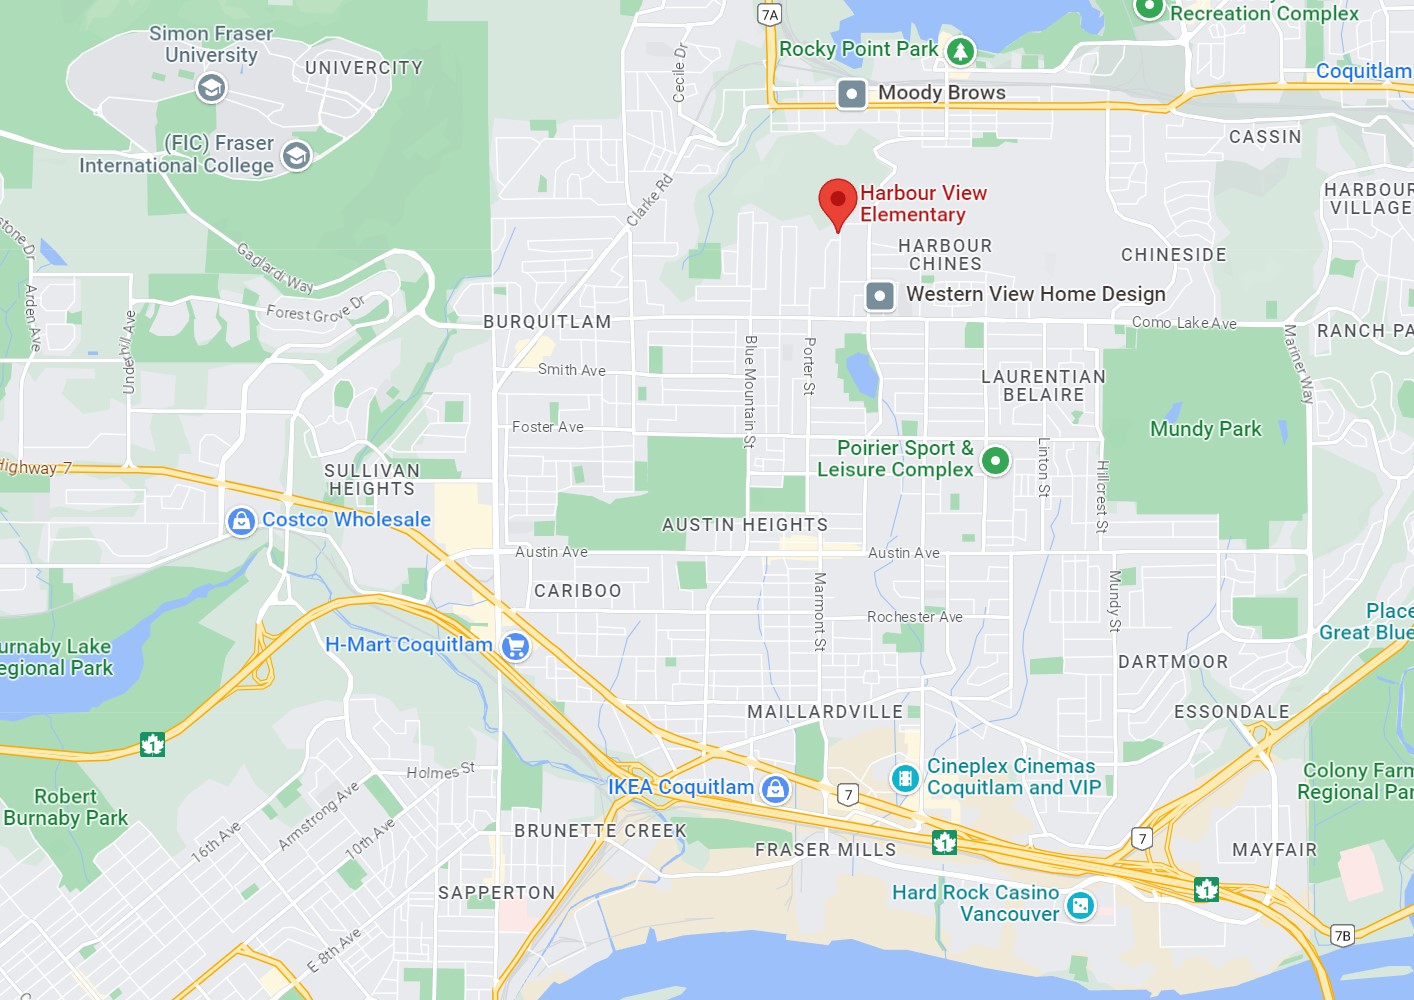 7A
Recreation Complex
Simon Fraser
University
UNIVERCITY
Cecile Dr
Rocky Point Park
Coquitlam
Moody Brows
CASSIN
(FIC) Fraser
International College
Clarke Rd
Harbour View
Elementary
HARBOUR
VILLAGE
HARBOUR
CHINES
CHINESIDE
stone Dr
Gaglardi Way
Arden Ave
Forest Grove Dr
Underhill Ave
Western View Home Design
BURQUITLAM
Como Lake Ave
RANCH PA
Mariner Way
Smith Ave
Blue Mountain St
Porter St
LAURENTIAN
BELAIRE
Foster Ave
Mundy Park
Poirier Sport &
Leisure Complex
Linton St
Hillcrest St
Highway 7
SULLIVAN
HEIGHTS
Costco Wholesale
AUSTIN HEIGHTS
Austin Ave
Austin Ave
CARIBOO
Marmont St
Mundy St
Rochester Ave
Place
Great Blue
urnaby Lake
egional Park
H-Mart Coquitlam
DARTMOOR
MAILLARDVILLE
ESSONDALE
1
Holmes St
Cineplex Cinemas
Coquitlam and VIP
Colony Farm
Regional Par
IKEA Coquitlam
7
Robert
Burnaby Park
Armstrong Ave
16th Ave
10th Ave
BRUNETTE CREEK
FRASER MILLS
1
7
MAYFAIR
SAPPERTON
Hard Rock Casino
Vancouver
1
7B
E 8th Ave